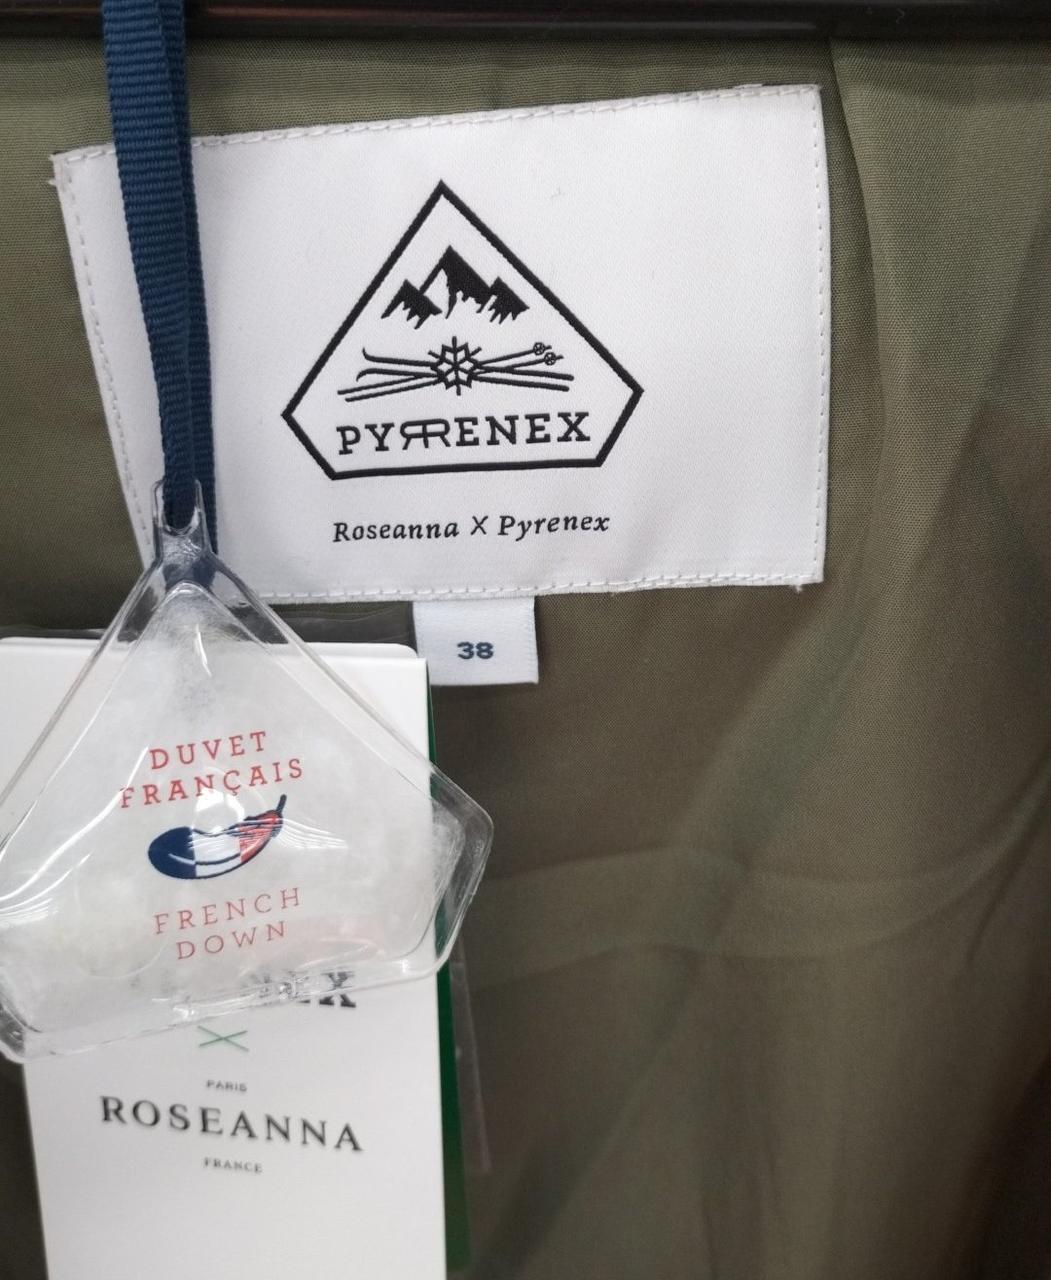 PYRRENEX
Roseanna X Pyrenex
38
DUVET
FRANÇAIS
FRENCH
DOWN
X
PARIS
ROSEANNA
FRANCE